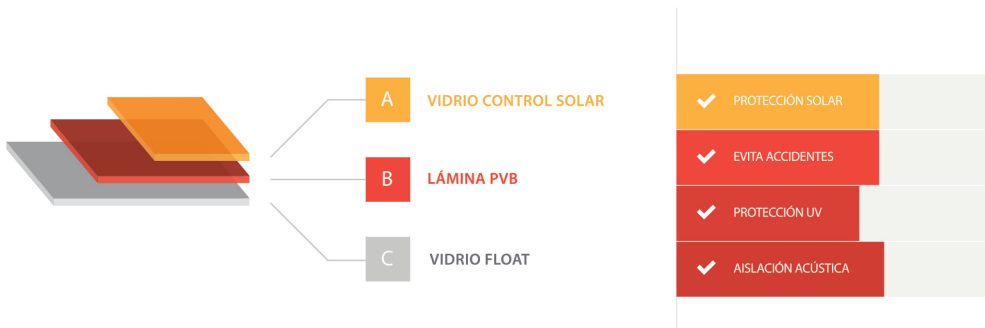 A
VIDRIO CONTROL SOLAR
B
LÁMINA PVB
C
VIDRIO FLOAT
PROTECCIÓN SOLAR
EVITA ACCIDENTES
PROTECCIÓN UV
AISLACIÓN ACÚSTICA